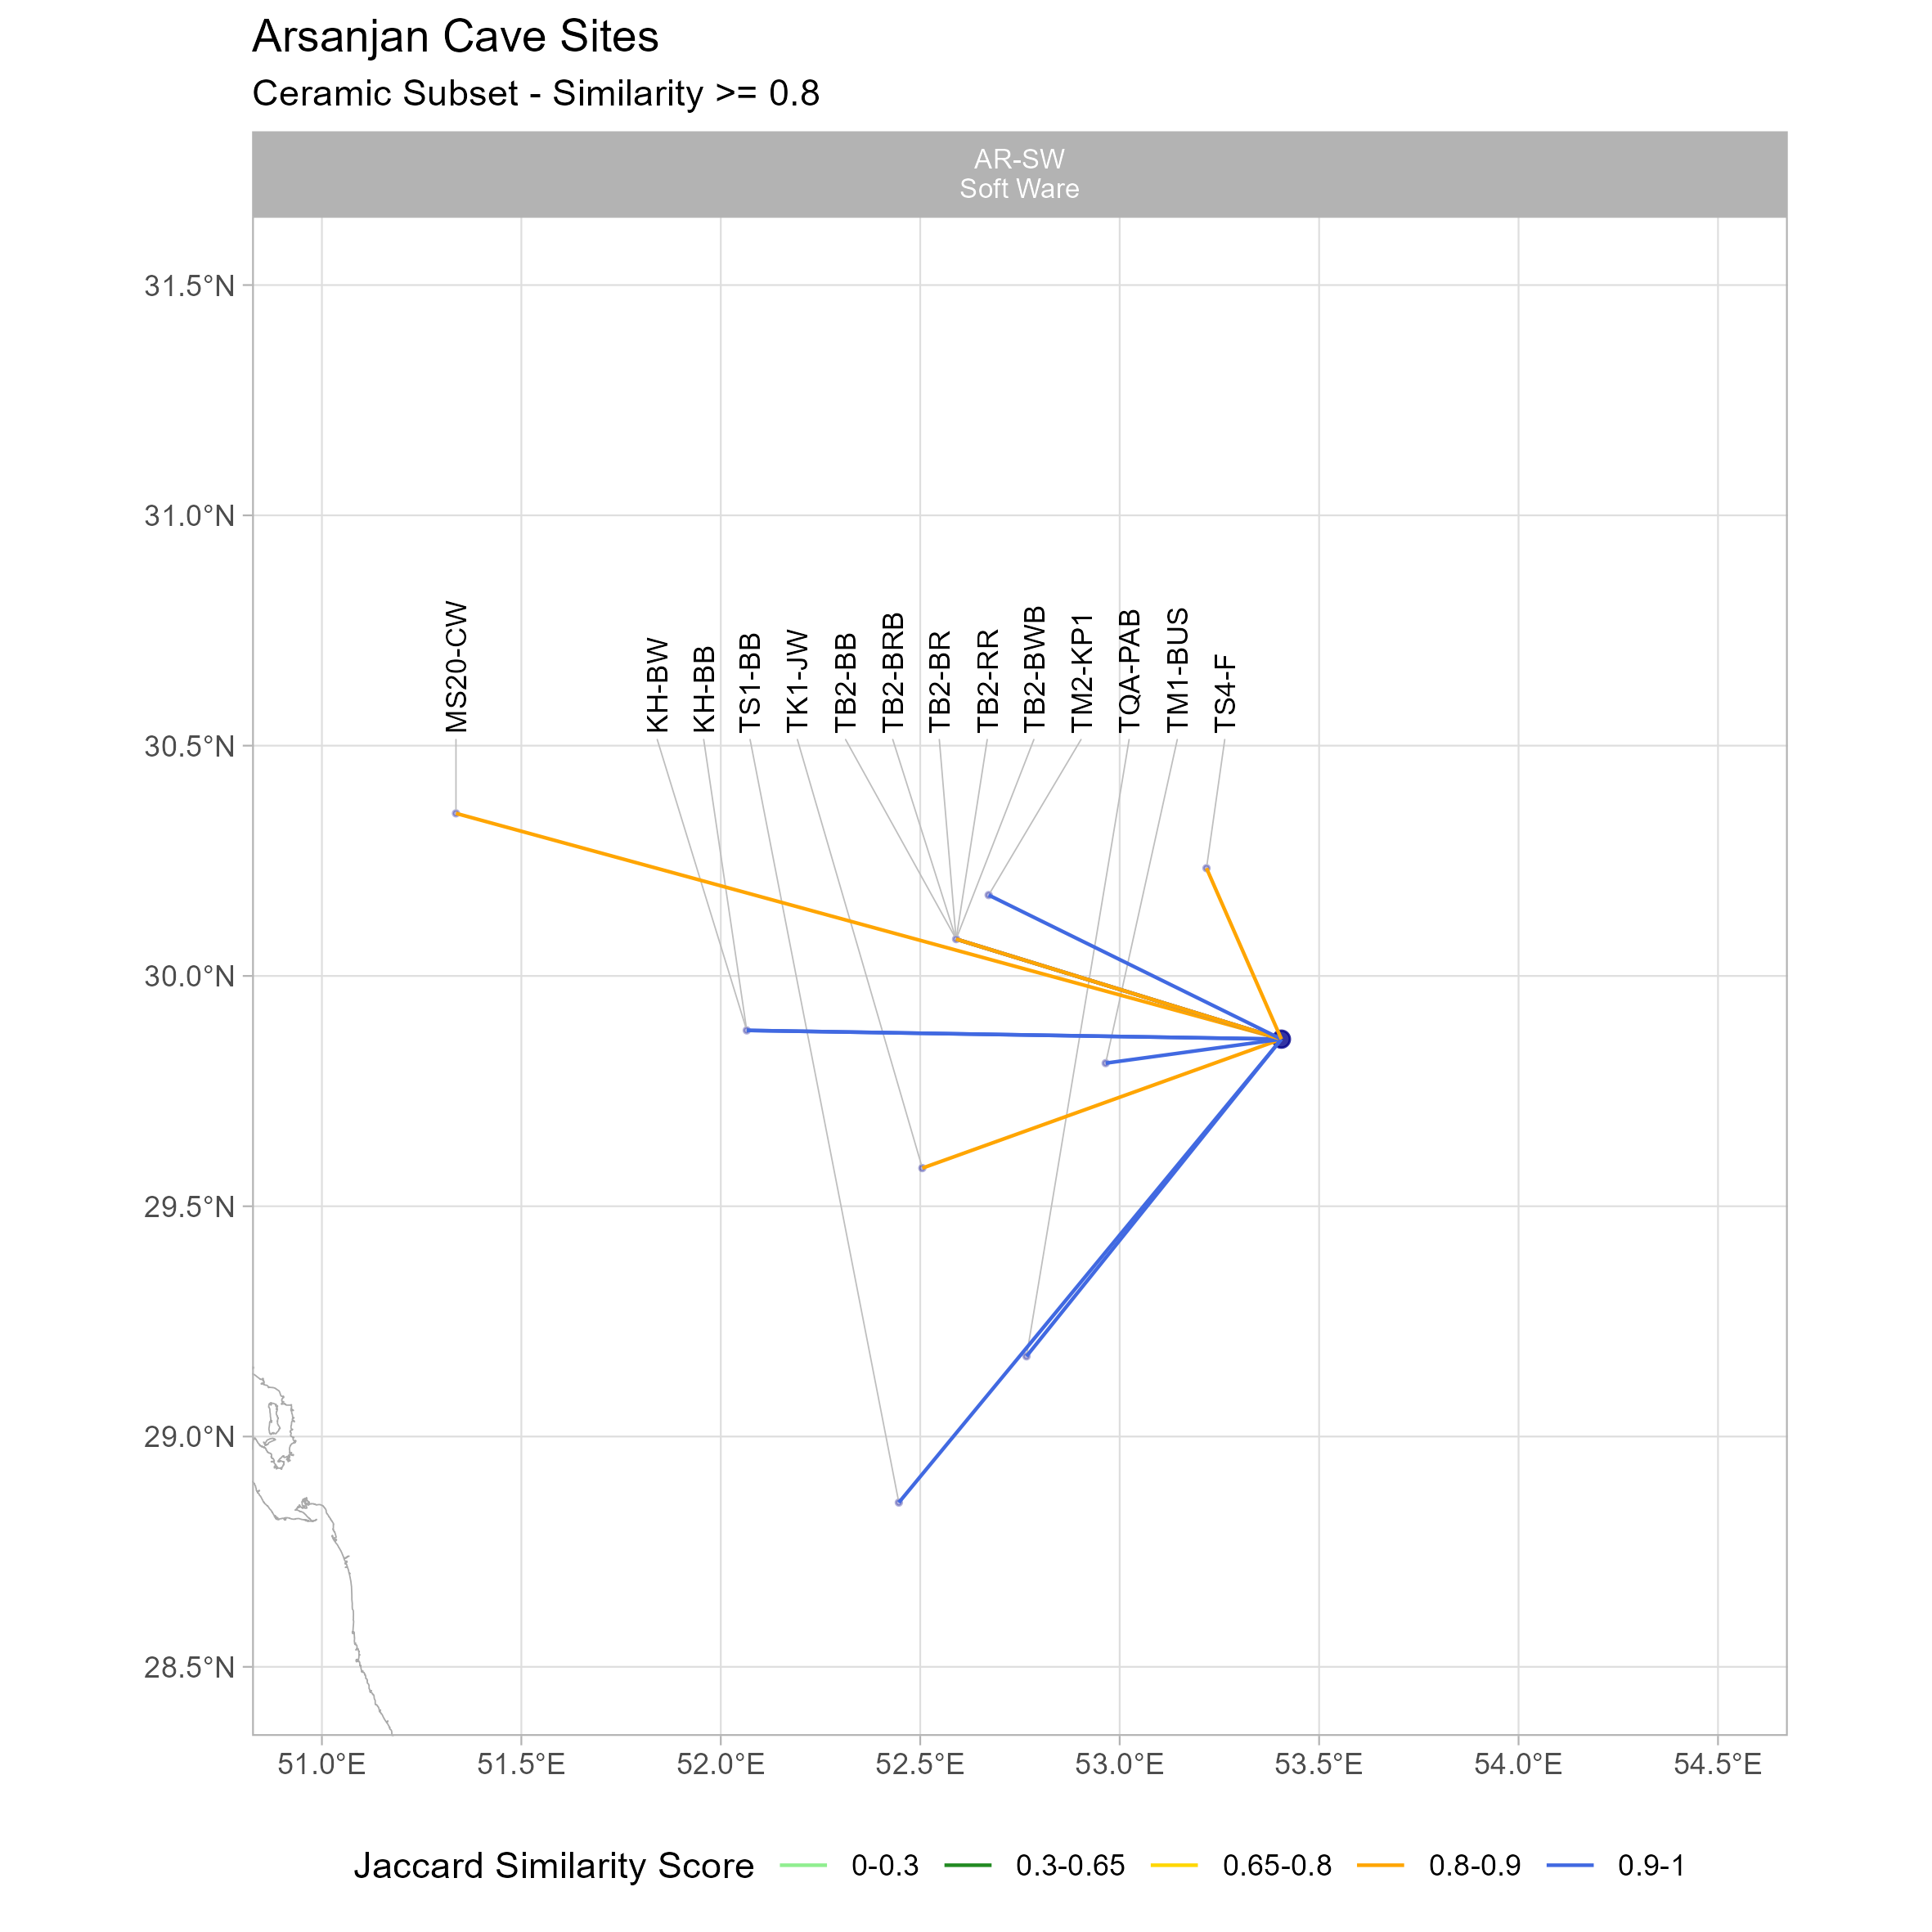 Arsanjan Cave Sites
Ceramic Subset - Similarity >= 0.8
AR-SW
Soft Ware
31.5°N
31.0°N
30.5°N
30.0°N
29.5°N
29.0°N
28.5°N
MS20-CW
KH-BW
KH-BB
TS1-BB
TK1-JW
TB2-BB
TB2-BRB
TB2-BR
TB2-RR
TB2-BWB
TM2-KP1
TQA-PAB
TM1-BUS
TS4-F
51.0°E 51.5°E 52.0°E 52.5°E 53.0°E 53.5°E 54.0°E 54.5°E
Jaccard Similarity Score 0-0.3 0.3-0.65 0.65-0.8 0.8-0.9 0.9-1